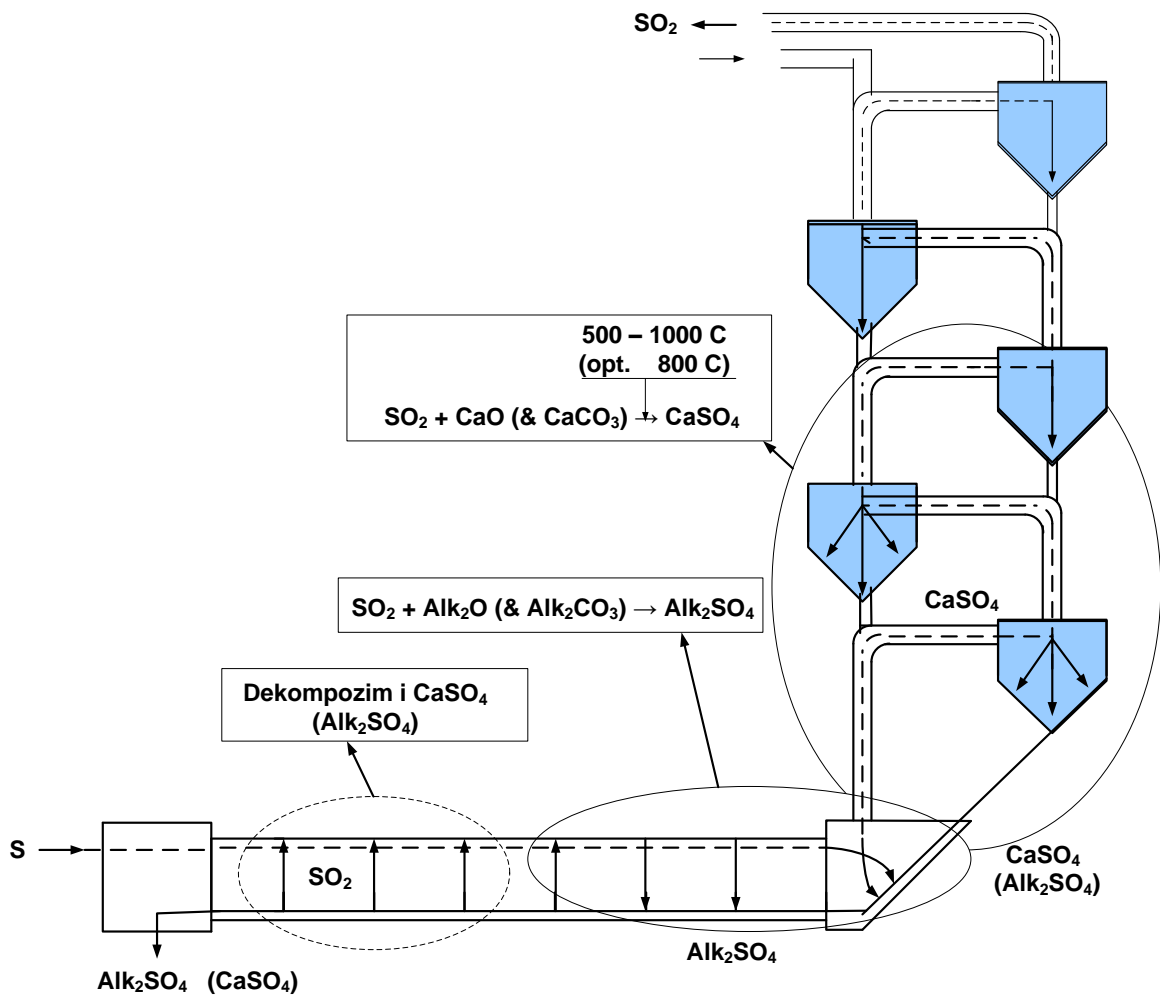 SO₂
500 – 1000 C
(opt. 800 C)
SO₂ + CaO (& CaCO₃) → CaSO₄
SO₂ + Alk₂O (& Alk₂CO₃) → Alk₂SO₄
CaSO₄
Dekompozim i CaSO₄
(Alk₂SO₄)
S
SO₂
CaSO₄
(Alk₂SO₄)
Alk₂SO₄
Alk₂SO₄ (CaSO₄)